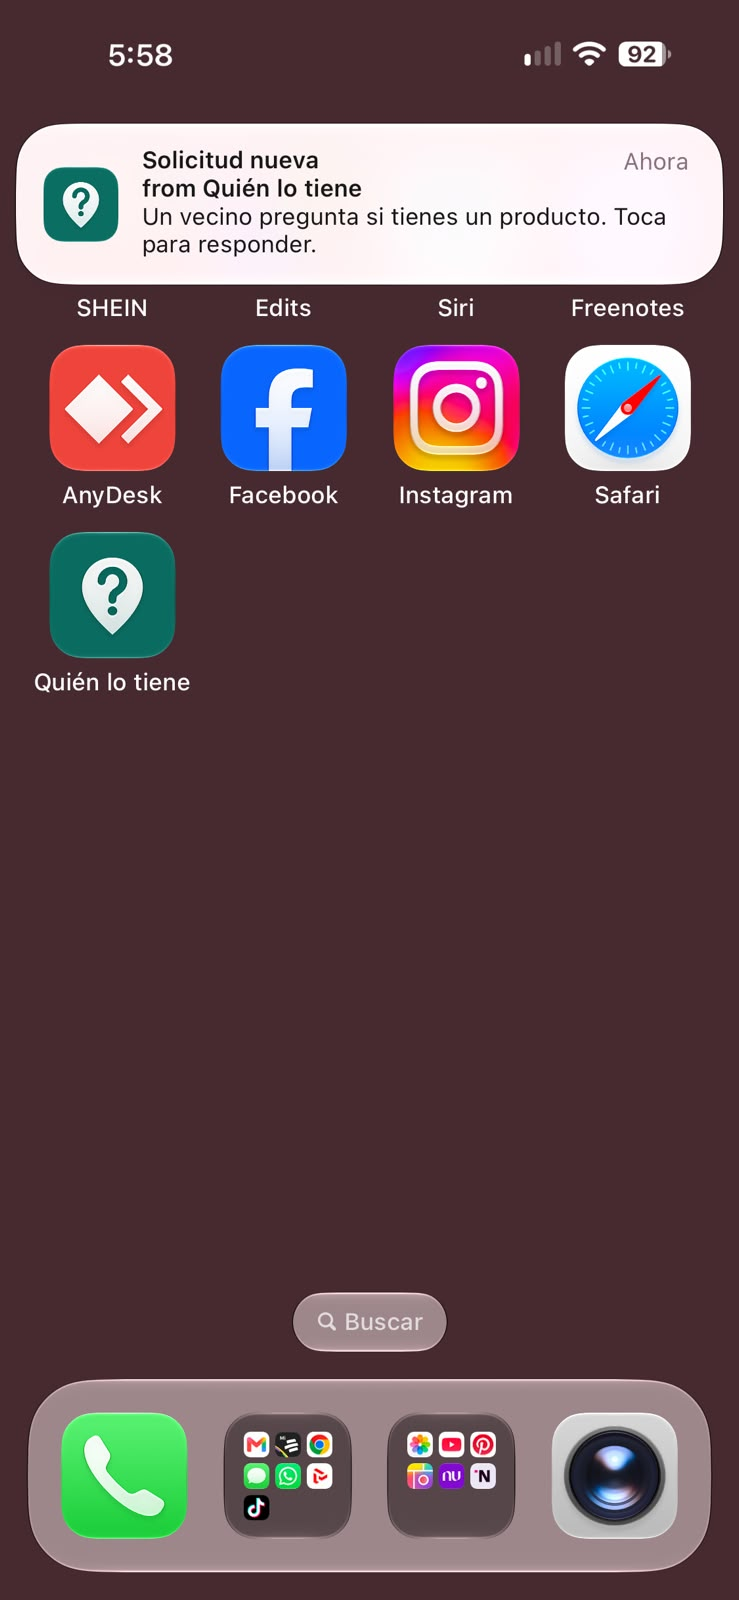 5:58
92
Solicitud nueva
Ahora
from Quién lo tiene
Un vecino pregunta si tienes un producto. Toca
para responder.
SHEIN Edits Siri Freenotes
AnyDesk Facebook Instagram Safari
Quién lo tiene
Buscar